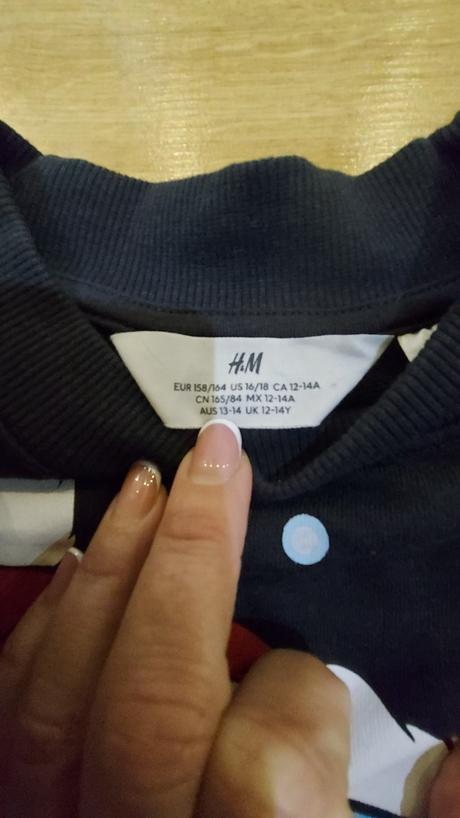 H&M
EUR 158/164 US 16/18 CA 12-14A
CN 165/84 MX 12-14A
AUS 13-14 UK 12-14Y